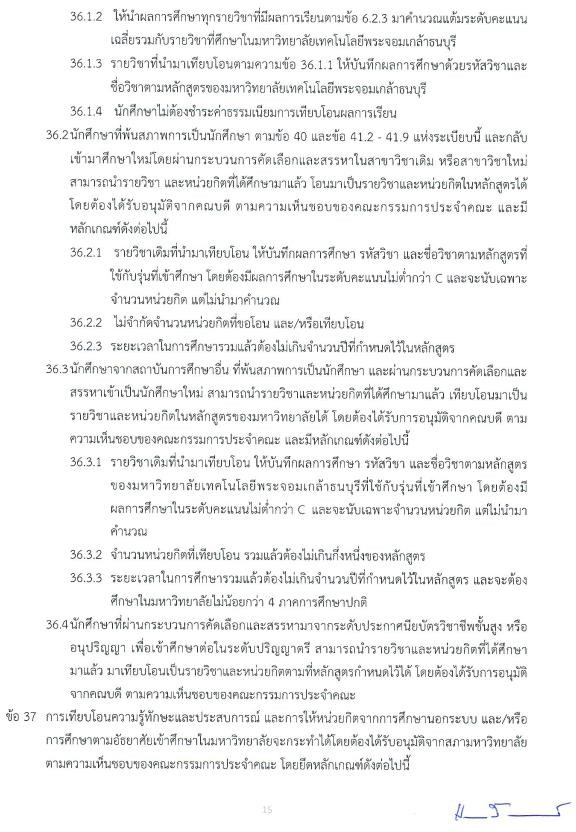 36.1.2 ให้นำผลการศึกษาทุกรายวิชาที่มีผลการเรียนตามข้อ 6.2.3 มาคำนวณแต้มระดับคะแนน
เฉลี่ยรวมกับรายวิชาที่ศึกษาในมหาวิทยาลัยเทคโนโลยีพระจอมเกล้าธนบุรี
36.1.3 รายวิชาที่นำมาเทียบโอนตามความข้อ 36.1.1 ให้บันทึกผลการศึกษาด้วยรหัสวิชาและ
ชื่อวิชาตามหลักสูตรของมหาวิทยาลัยเทคโนโลยีพระจอมเกล้าธนบุรี
36.1.4 นักศึกษาไม่ต้องชำระค่าธรรมเนียมการเทียบโอนผลการเรียน
36.2 นักศึกษาที่พ้นสภาพการเป็นนักศึกษา ตามข้อ 40 และข้อ 41.2 - 41.9 แห่งระเบียบนี้ และกลับ
เข้ามาศึกษาใหม่โดยผ่านกระบวนการคัดเลือกและสรรหาในสาขาวิชาเดิม หรือสาขาวิชาใหม่
สามารถนำรายวิชา และหน่วยกิตที่ได้ศึกษามาแล้ว โอนมาเป็นรายวิชาและหน่วยกิตในหลักสูตรได้
โดยต้องได้รับอนุมัติจากคณบดี ตามความเห็นชอบของคณะกรรมการประจำคณะ และมี
หลักเกณฑ์ดังต่อไปนี้
36.2.1 รายวิชาเดิมที่นำมาเทียบโอน ให้บันทึกผลการศึกษา รหัสวิชา และชื่อวิชาตามหลักสูตรที่
ใช้กับรุ่นที่เข้าศึกษา โดยต้องมีผลการศึกษาในระดับคะแนนไม่ต่ำกว่า C และจะนับเฉพาะ
จำนวนหน่วยกิต แต่ไม่นำมาคำนวณ
36.2.2 ไม่จำกัดจำนวนหน่วยกิตที่ขอโอน และ/หรือเทียบโอน
36.2.3 ระยะเวลาในการศึกษารวมแล้วต้องไม่เกินจำนวนปีที่กำหนดไว้ในหลักสูตร
36.3 นักศึกษาจากสถาบันการศึกษาอื่น ที่พ้นสภาพการเป็นนักศึกษา และผ่านกระบวนการคัดเลือกและ
สรรหาเข้าเป็นนักศึกษาใหม่ สามารถนำรายวิชาและหน่วยกิตที่ได้ศึกษามาแล้ว เทียบโอนมาเป็น
รายวิชาและหน่วยกิตในหลักสูตรของมหาวิทยาลัยได้ โดยต้องได้รับการอนุมัติจากคณบดี ตาม
ความเห็นชอบของคณะกรรมการประจำคณะ และมีหลักเกณฑ์ดังต่อไปนี้
36.3.1 รายวิชาเดิมที่นำมาเทียบโอน ให้บันทึกผลการศึกษา รหัสวิชา และชื่อวิชาตามหลักสูตร
ของมหาวิทยาลัยเทคโนโลยีพระจอมเกล้าธนบุรีที่ใช้กับรุ่นที่เข้าศึกษา โดยต้องมี
ผลการศึกษาในระดับคะแนนไม่ต่ำกว่า C และจะนับเฉพาะจำนวนหน่วยกิต แต่ไม่นำมา
คำนวณ
36.3.2 จำนวนหน่วยกิตที่เทียบโอน รวมแล้วต้องไม่เกินกึ่งหนึ่งของหลักสูตร
36.3.3 ระยะเวลาในการศึกษารวมแล้วต้องไม่เกินจำนวนปีที่กำหนดไว้ในหลักสูตร และจะต้อง
ศึกษาในมหาวิทยาลัยไม่น้อยกว่า 4 ภาคการศึกษาปกติ
36.4 นักศึกษาที่ผ่านกระบวนการคัดเลือกและสรรหามาจากระดับประกาศนียบัตรวิชาชีพชั้นสูง หรือ
อนุปริญญา เพื่อเข้าศึกษาต่อในระดับปริญญาตรี สามารถนำรายวิชาและหน่วยกิตที่ได้ศึกษา
มาแล้ว มาเทียบโอนเป็นรายวิชาและหน่วยกิตตามที่หลักสูตรกำหนดไว้ได้ โดยต้องได้รับการอนุมัติ
จากคณบดี ตามความเห็นชอบของคณะกรรมการประจำคณะ
ข้อ 37 การเทียบโอนความรู้ทักษะและประสบการณ์ และการให้หน่วยกิตจากการศึกษานอกระบบ และ/หรือ
การศึกษาตามอัธยาศัยเข้าศึกษาในมหาวิทยาลัยจะกระทำได้โดยต้องได้รับอนุมัติจากสภามหาวิทยาลัย
ตามความเห็นชอบของคณะกรรมการประจำคณะ โดยยึดหลักเกณฑ์ดังต่อไปนี้
15